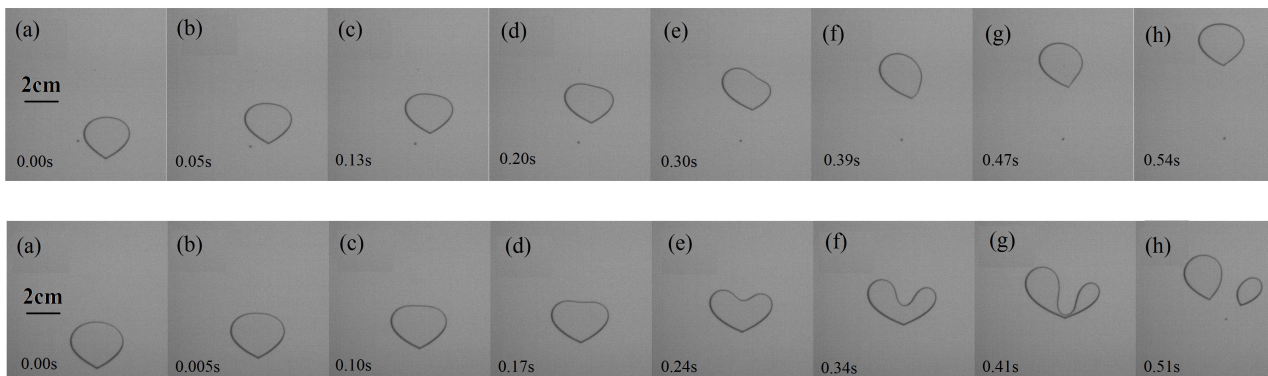 (a) (b) (c) (d) (e) (f) (g) (h)
2cm
0.00s 0.05s 0.13s 0.20s 0.30s 0.39s 0.47s 0.54s
(a) (b) (c) (d) (e) (f) (g) (h)
2cm
0.00s 0.005s 0.10s 0.17s 0.24s 0.34s 0.41s 0.51s